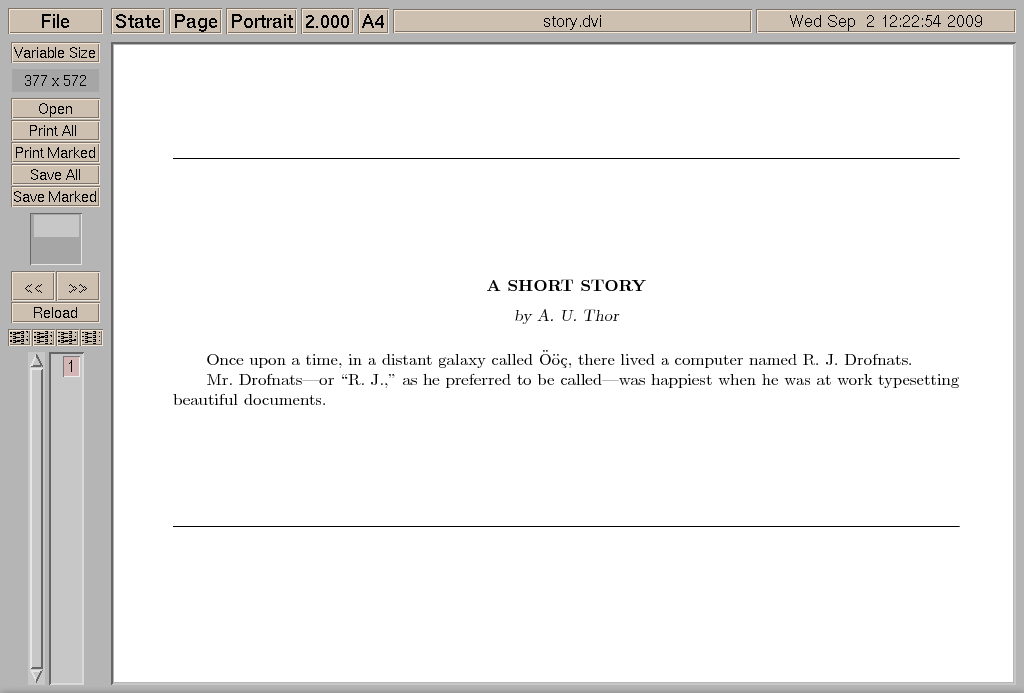 File State Page Portrait 2.000 A4 story.dvi Wed Sep 2 12:22:54 2009
Variable Size
377 x 572
Open
Print All
Print Marked
Save All
Save Marked
<< >>
Reload
1
A SHORT STORY
by A. U. Thor
Once upon a time, in a distant galaxy called Ööç, there lived a computer named R. J. Drofnats.
Mr. Drofnats—or “R. J.,” as he preferred to be called—was happiest when he was at work typesetting
beautiful documents.